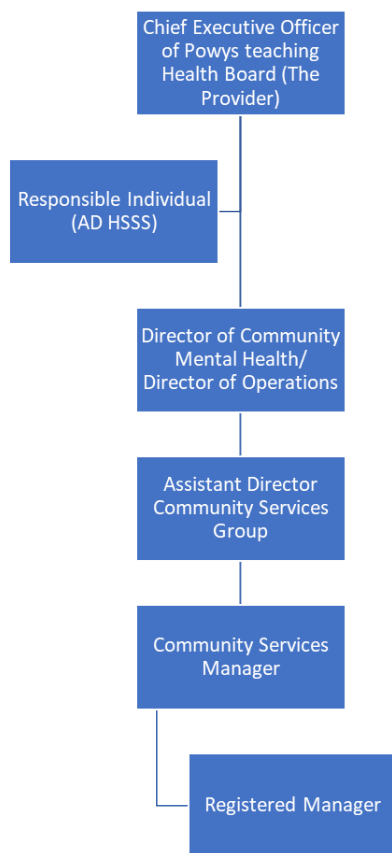 Chief Executive Officer
of Powys teaching
Health Board (The
Provider)
Responsible Individual
(AD HSSS)
Director of Community
Mental Health/
Director of Operations
Assistant Director
Community Services
Group
Community Services
Manager
Registered Manager